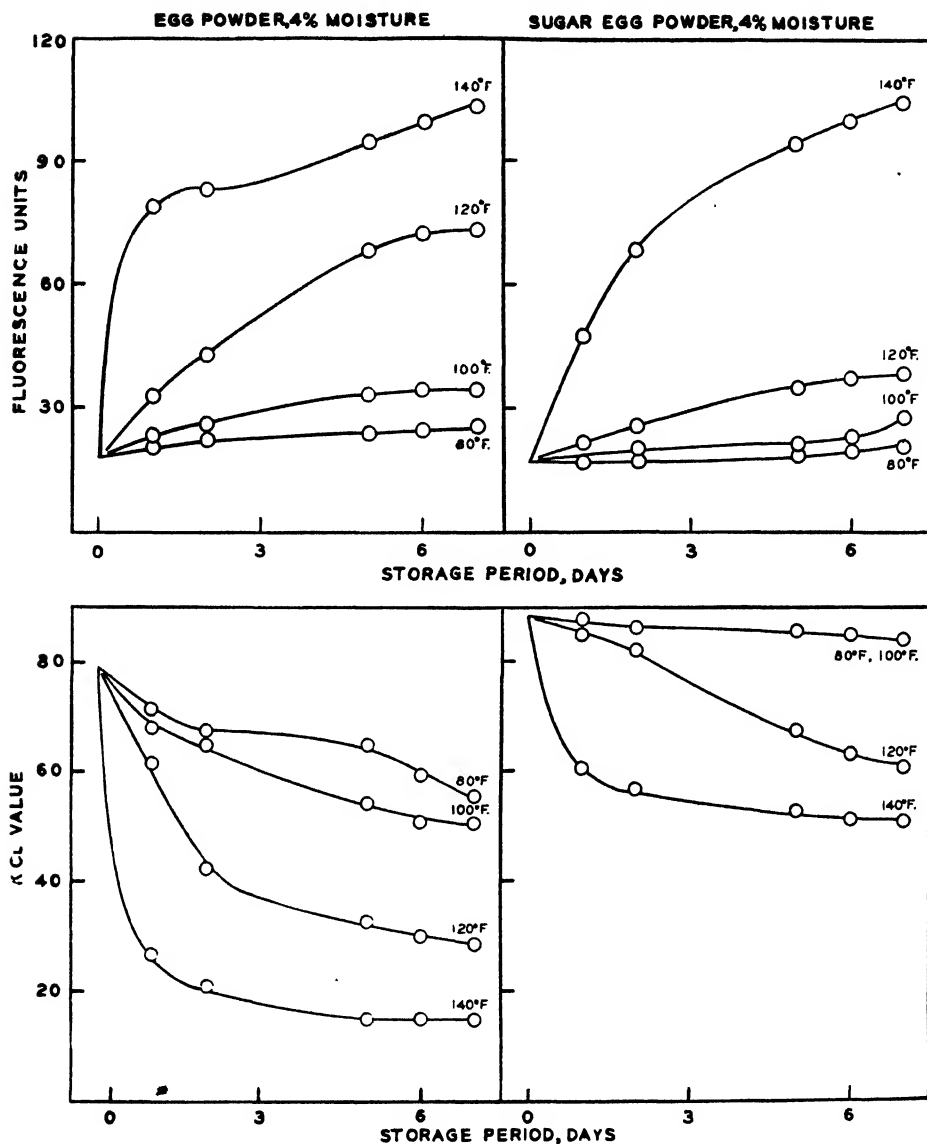 EGG POWDER, 4% MOISTURE
SUGAR EGG POWDER, 4% MOISTURE
120
90
60
30
FLUORESCENCE UNITS
140°F
120°F
100°F.
80°F.
140°F
120°F
100°F
80°F
0 3 6 0 3 6
STORAGE PERIOD, DAYS
80
60
40
20
KCL VALUE
80°F
100°F.
120°F
140°F
80°F, 100°F.
120°F
140°F.
0 3 6 0 3 6
STORAGE PERIOD, DAYS